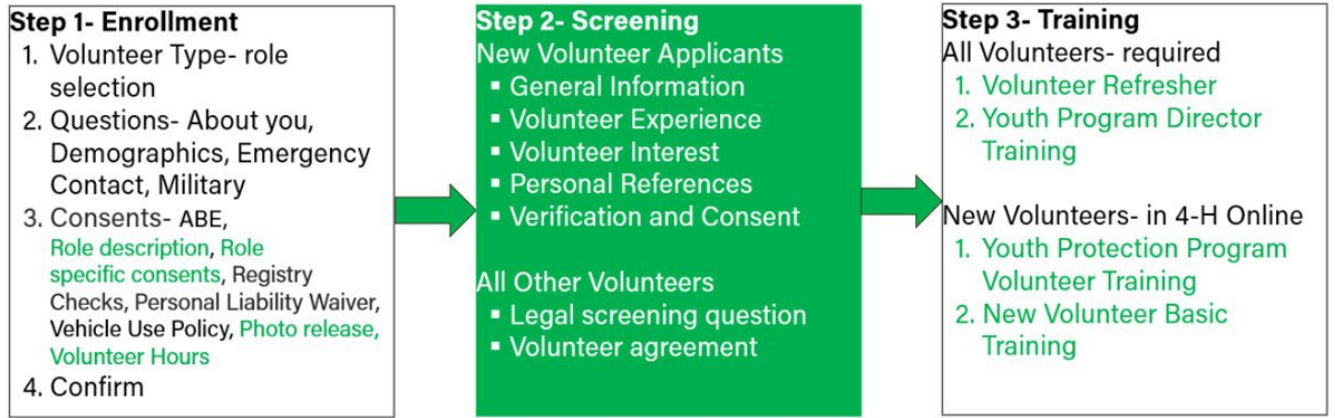 Step 1- Enrollment
1. Volunteer Type- role
selection
2. Questions- About you,
Demographics, Emergency
Contact, Military
3. Consents- ABE,
Role description, Role
specific consents, Registry
Checks, Personal Liability Waiver,
Vehicle Use Policy, Photo release,
Volunteer Hours
4. Confirm
Step 2- Screening
New Volunteer Applicants
▪ General Information
▪ Volunteer Experience
▪ Volunteer Interest
▪ Personal References
▪ Verification and Consent
All Other Volunteers
▪ Legal screening question
▪ Volunteer agreement
Step 3- Training
All Volunteers- required
1. Volunteer Refresher
2. Youth Program Director
Training
New Volunteers- in 4-H Online
1. Youth Protection Program
Volunteer Training
2. New Volunteer Basic
Training